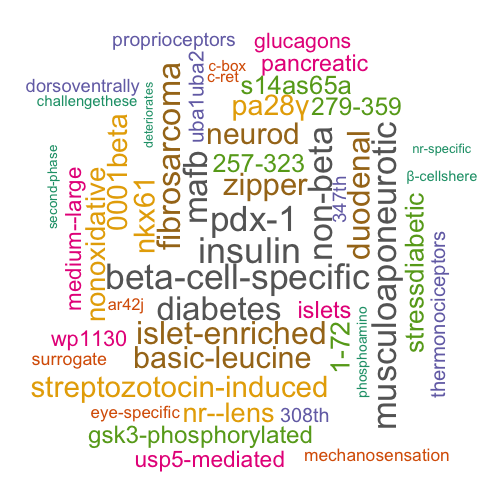 proprioceptors
glucagons
c-box
pancreatic
c-ret
dorsoventrally
s14as65a
challengethese
deteriorates
uba1uba2
pa28γ
279-359
fibrosarcoma
neurod
0001beta
mafb
257-323
non-beta
duodenal
musculoaponeurotic
nr-specific
second-phase
medium--large
nonoxidative
nkx61
zipper
347th
β-cellshere
pdx-1
insulin
stressdiabetic
thermonociceptors
beta-cell-specific
ar42j
diabetes
islets
wp1130
islet-enriched
1-72
phosphoamino
surrogate
basic-leucine
streptozotocin-induced
eye-specific
nr--lens
308th
gsk3-phosphorylated
usp5-mediated
mechanosensation